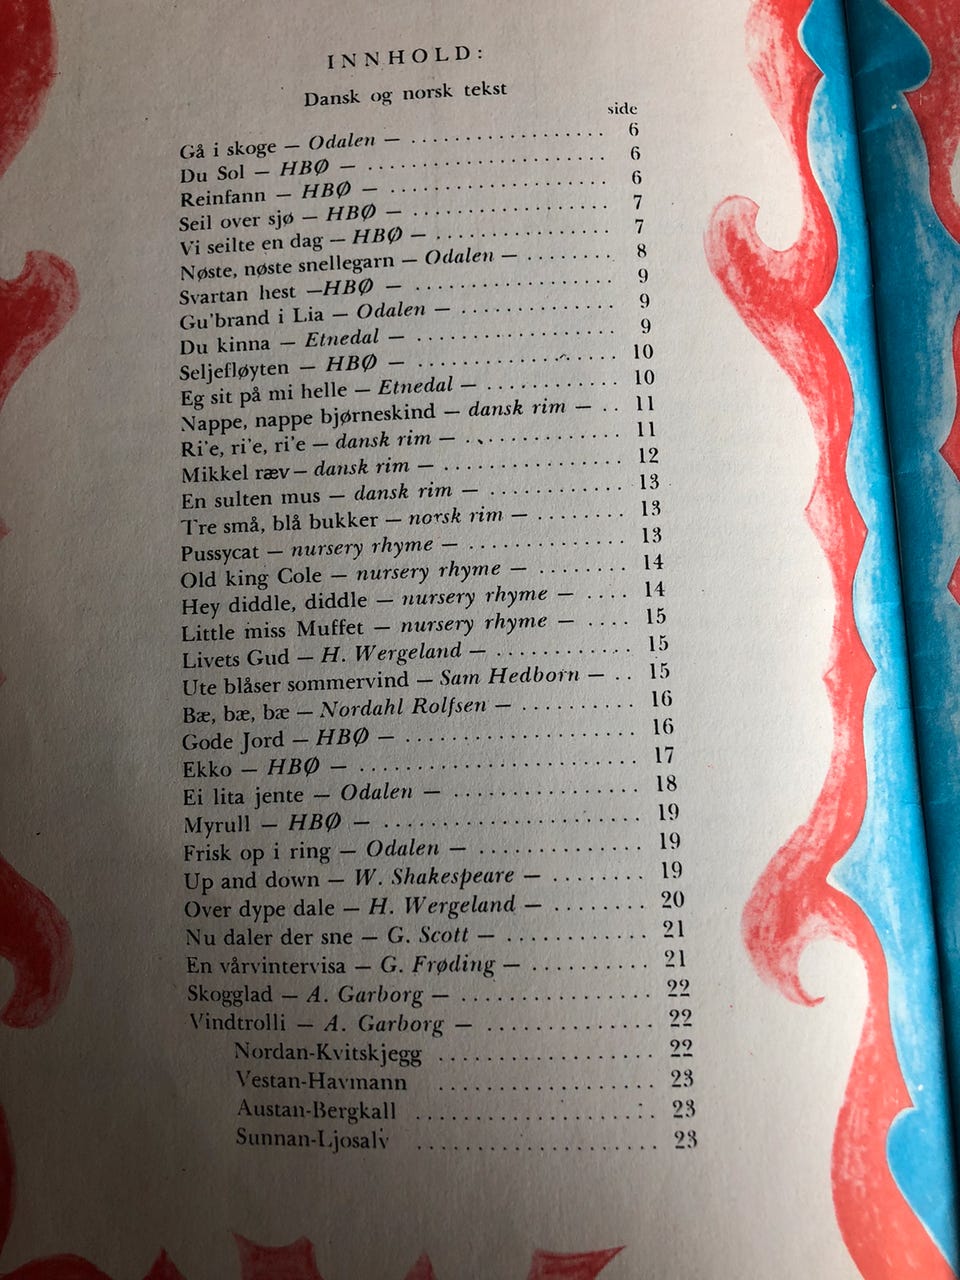 INNHOLD:
Dansk og norsk tekst
side
Gå i skoge — Odalen — ................. 6
Du Sol — HBØ — ................. 6
Reinfann — HBØ — ................. 6
Seil over sjø — HBØ — ............... 7
Vi seilte en dag — HBØ — ............. 7
Nøste, nøste snellegarn — Odalen — ........ 8
Svartan hest —HBØ — ............... 9
Gu'brand i Lia — Odalen — ............ 9
Du kinna — Etnedal — .............. 9
Seljefløyten — HBØ — ............... 10
Eg sit på mi helle — Etnedal — ............ 10
Nappe, nappe bjørneskind — dansk rim — .. 11
Ri'e, ri'e, ri'e — dansk rim — ............ 11
Mikkel ræv— dansk rim — .............. 12
En sulten mus — dansk rim — ........... 13
Tre små, blå bukker — norsk rim — ........ 13
Pussycat — nursery rhyme — ............ 13
Old king Cole — nursery rhyme — ........ 14
Hey diddle, diddle — nursery rhyme — .... 14
Little miss Muffet — nursery rhyme — .... 15
Livets Gud — H. Wergeland — ............ 15
Ute blåser sommervind — Sam Hedborn — .. 15
Bæ, bæ, bæ — Nordahl Rolfsen — .......... 16
Gode Jord — HBØ — .................. 16
Ekko — HBØ — ..................... 17
Ei lita jente — Odalen — .............. 18
Myrull — HBØ — .................... 19
Frisk op i ring — Odalen — ............ 19
Up and down — W. Shakespeare — ........ 19
Over dype dale — H. Wergeland — ........ 20
Nu daler der sne — G. Scott — ............ 21
En vårvintervisa — G. Frøding — .......... 21
Skogglad — A. Garborg — .............. 22
Vindtrolli — A. Garborg — ............ 22
Nordan-Kvitskjegg ................. 22
Vestan-Havmann ................. 23
Austan-Bergkall .................. 23
Sunnan-Ljosalv .................. 23